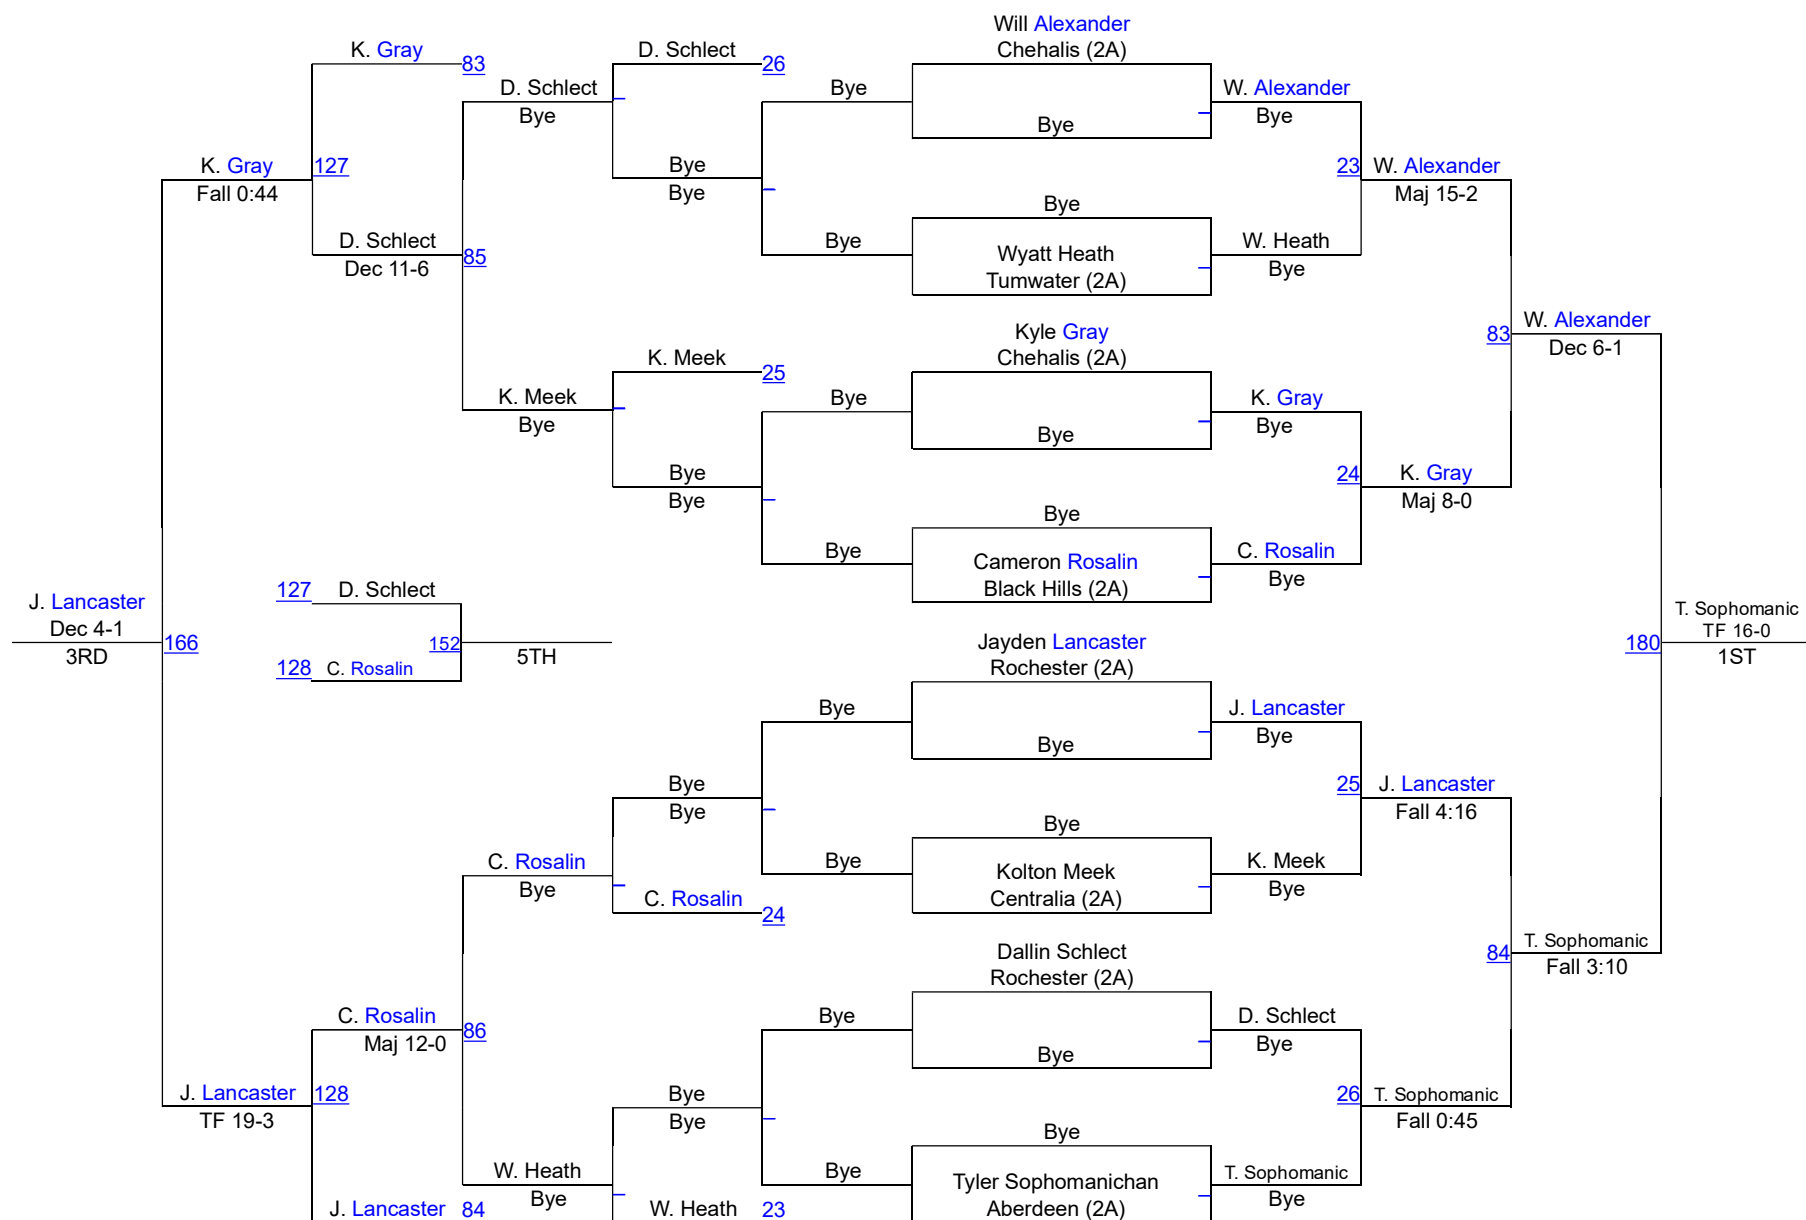 Will Alexander
K. Gray
D. Schlect
Chehalis (2A)
83
26
D. Schlect
Bye
W. Alexander
Bye
Bye
Bye
K. Gray
127
Bye
23
W. Alexander
Fall 0:44
Bye
Maj 15-2
Bye
D. Schlect
Bye
W. Heath
Dec 11-6
85
Wyatt Heath
Bye
Tumwater (2A)
Kyle Gray
W. Alexander
83
Dec 6-1
K. Meek
Chehalis (2A)
25
K. Meek
Bye
K. Gray
Bye
Bye
Bye
Bye
24
K. Gray
Bye
Maj 8-0
Bye
Bye
C. Rosalin
Cameron Rosalin
Bye
Black Hills (2A)
127
D. Schlect
J. Lancaster
Dec 4-1
166
3RD
152
5TH
128
C. Rosalin
T. Sophomanic
TF 16-0
180
1ST
Jayden Lancaster
Rochester (2A)
Bye
J. Lancaster
Bye
Bye
Bye
25
J. Lancaster
Bye
Fall 4:16
Bye
C. Rosalin
Bye
K. Meek
Bye
Kolton Meek
Bye
C. Rosalin
Centralia (2A)
24
T. Sophomanic
84
Fall 3:10
Dallin Schlect
Rochester (2A)
C. Rosalin
86
Bye
D. Schlect
Maj 12-0
Bye
Bye
J. Lancaster
128
Bye
26
T. Sophomanic
TF 19-3
Bye
Fall 0:45
Bye
W. Heath
Bye
T. Sophomanic
Bye
Tyler Sophomanichan
Bye
J. Lancaster
84
W. Heath
23
Aberdeen (2A)